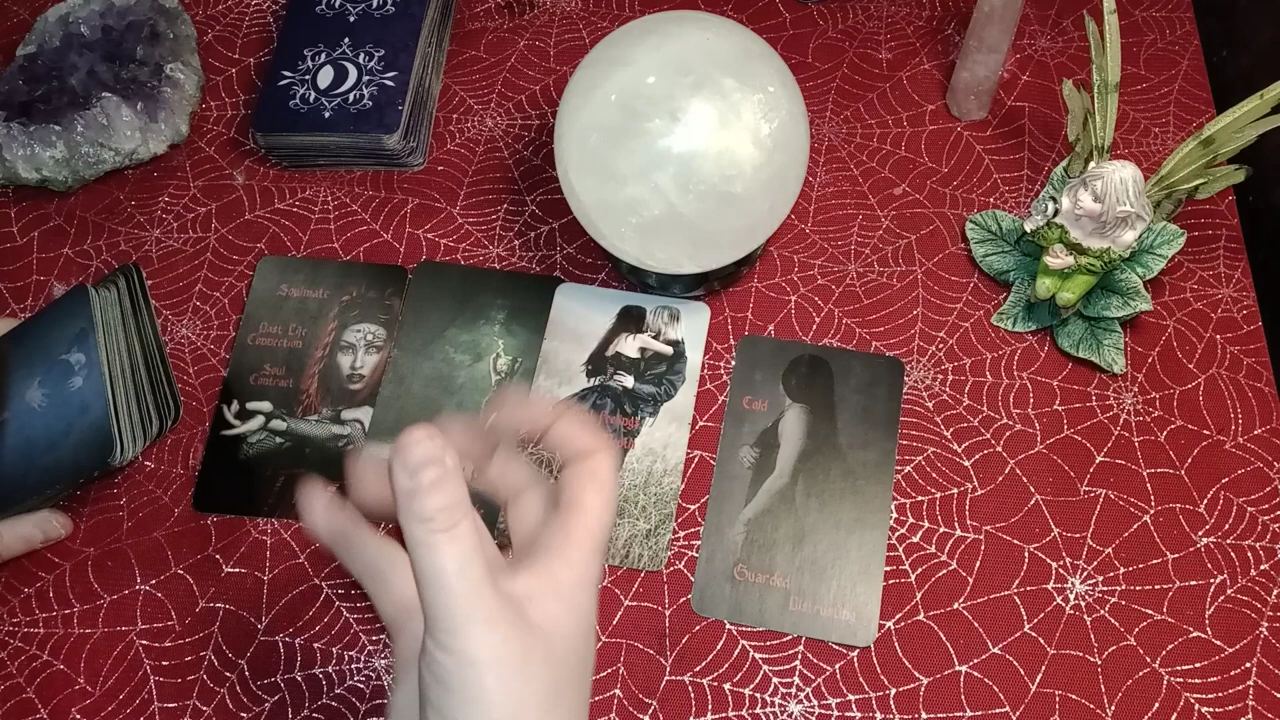 Soulmate
Past Life
Connection
Soul
Contract
Cold
Guarded
Distrusting